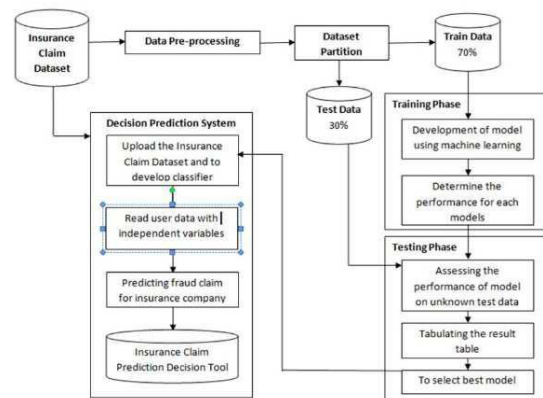 Insurance
Claim
Dataset
Data Pre-processing
Dataset
Partition
Train Data
70%
Test Data
30%
Training Phase
Development of model
using machine learning
Determine the
performance for each
models
Testing Phase
Assessing the
performance of model
on unknown test data
Tabulating the result
table
To select best model
Decision Prediction System
Upload the Insurance
Claim Dataset and to
develop classifier
Read user data with
independent variables
Predicting fraud claim
for insurance company
Insurance Claim
Prediction Decision Tool